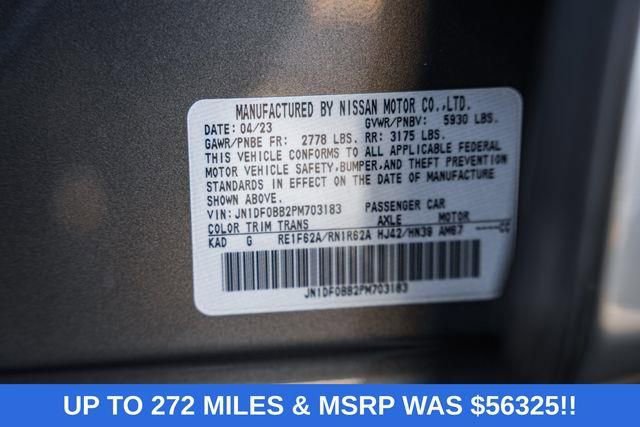 MANUFACTURED BY NISSAN MOTOR CO.,LTD.
DATE: 04/23 GVWR/PNBV: 5930 LBS.
GAWR/PNBE FR: 2778 LBS. RR: 3175 LBS.
THIS VEHICLE CONFORMS TO ALL APPLICABLE FEDERAL
MOTOR VEHICLE SAFETY, BUMPER, AND THEFT PREVENTION
STANDARDS IN EFFECT ON THE DATE OF MANUFACTURE
SHOWN ABOVE.
VIN: JN1DF0BB2PM703183 PASSENGER CAR
COLOR TRIM TRANS AXLE MOTOR
KAD G RE1F62A/RN1R62A HJ42/HN39 AM67 CC
JN1DF0BB2PM703183
UP TO 272 MILES & MSRP WAS $56325!!